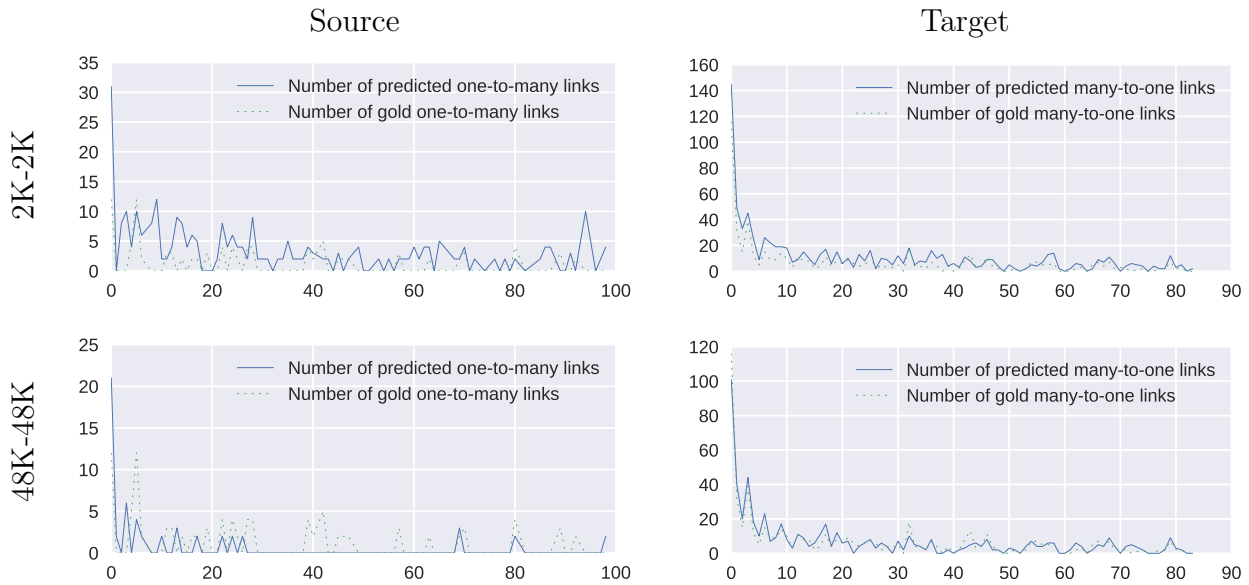 Source
Target
2K-2K
35
30
25
20
15
10
5
0
0 20 40 60 80 100
Number of predicted one-to-many links
Number of gold one-to-many links
160
140
120
100
80
60
40
20
0
0 10 20 30 40 50 60 70 80 90
Number of predicted many-to-one links
Number of gold many-to-one links
48K-48K
25
20
15
10
5
0
0 20 40 60 80 100
Number of predicted one-to-many links
Number of gold one-to-many links
120
100
80
60
40
20
0
0 10 20 30 40 50 60 70 80 90
Number of predicted many-to-one links
Number of gold many-to-one links